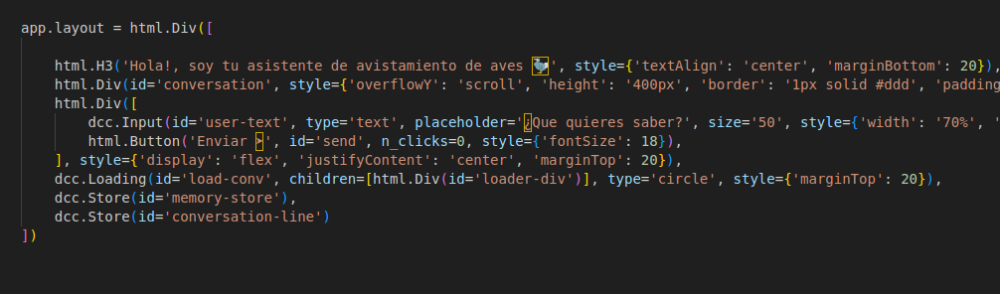 app.layout = html.Div([
html.H3('Hola!, soy tu asistente de avistamiento de aves 🦤', style={'textAlign': 'center', 'marginBottom': 20}),
html.Div(id='conversation', style={'overflowY': 'scroll', 'height': '400px', 'border': '1px solid #ddd', 'padding
html.Div([
dcc.Input(id='user-text', type='text', placeholder='¿Que quieres saber?', size='50', style={'width': '70%', '
html.Button('Enviar ➤', id='send', n_clicks=0, style={'fontSize': 18}),
], style={'display': 'flex', 'justifyContent': 'center', 'marginTop': 20}),
dcc.Loading(id='load-conv', children=[html.Div(id='loader-div')], type='circle', style={'marginTop': 20}),
dcc.Store(id='memory-store'),
dcc.Store(id='conversation-line')
])